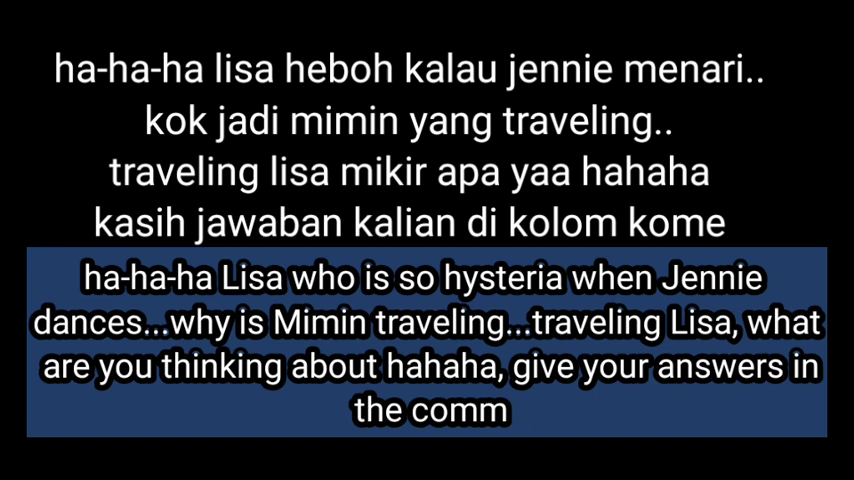 ha-ha-ha lisa heboh kalau jennie menari..
kok jadi mimin yang traveling..
traveling lisa mikir apa yaa hahaha
kasih jawaban kalian di kolom kome
ha-ha-ha Lisa who is so hysteria when Jennie
dances...why is Mimin traveling...traveling Lisa, what
are you thinking about hahaha, give your answers in
the comm